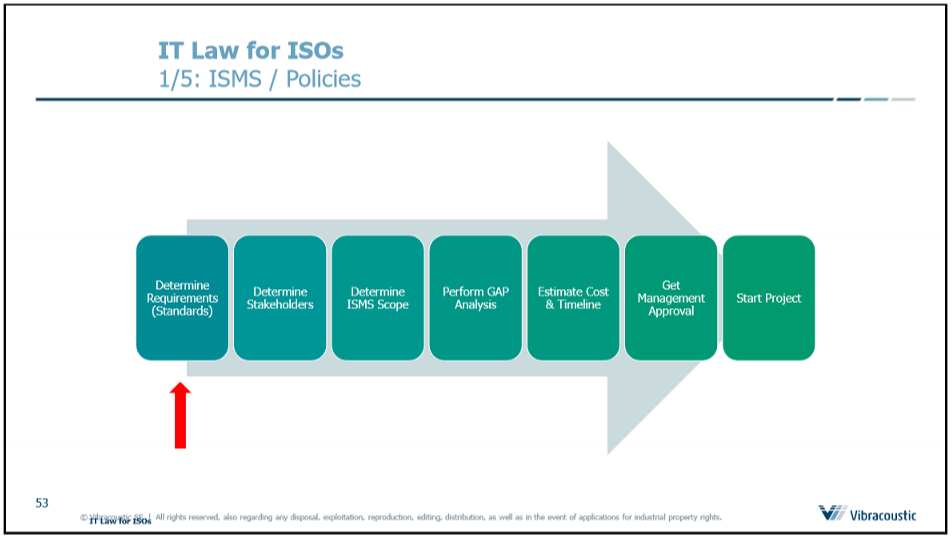 IT Law for ISOs
1/5: ISMS / Policies
Determine
Requirements
(Standards)
Determine
Stakeholders
Determine
ISMS Scope
Perform GAP
Analysis
Estimate Cost
& Timeline
Get
Management
Approval
Start Project
53
© Vibracoustic SE | All rights reserved, also regarding any disposal, exploitation, reproduction, editing, distribution, as well as in the event of applications for industrial property rights.
IT Law for ISOs
Vibracoustic